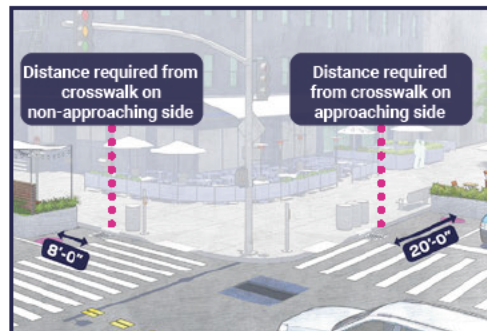 Distance required from
crosswalk on
non-approaching side
Distance required
from crosswalk on
approaching side
8'-0"
20'-0"